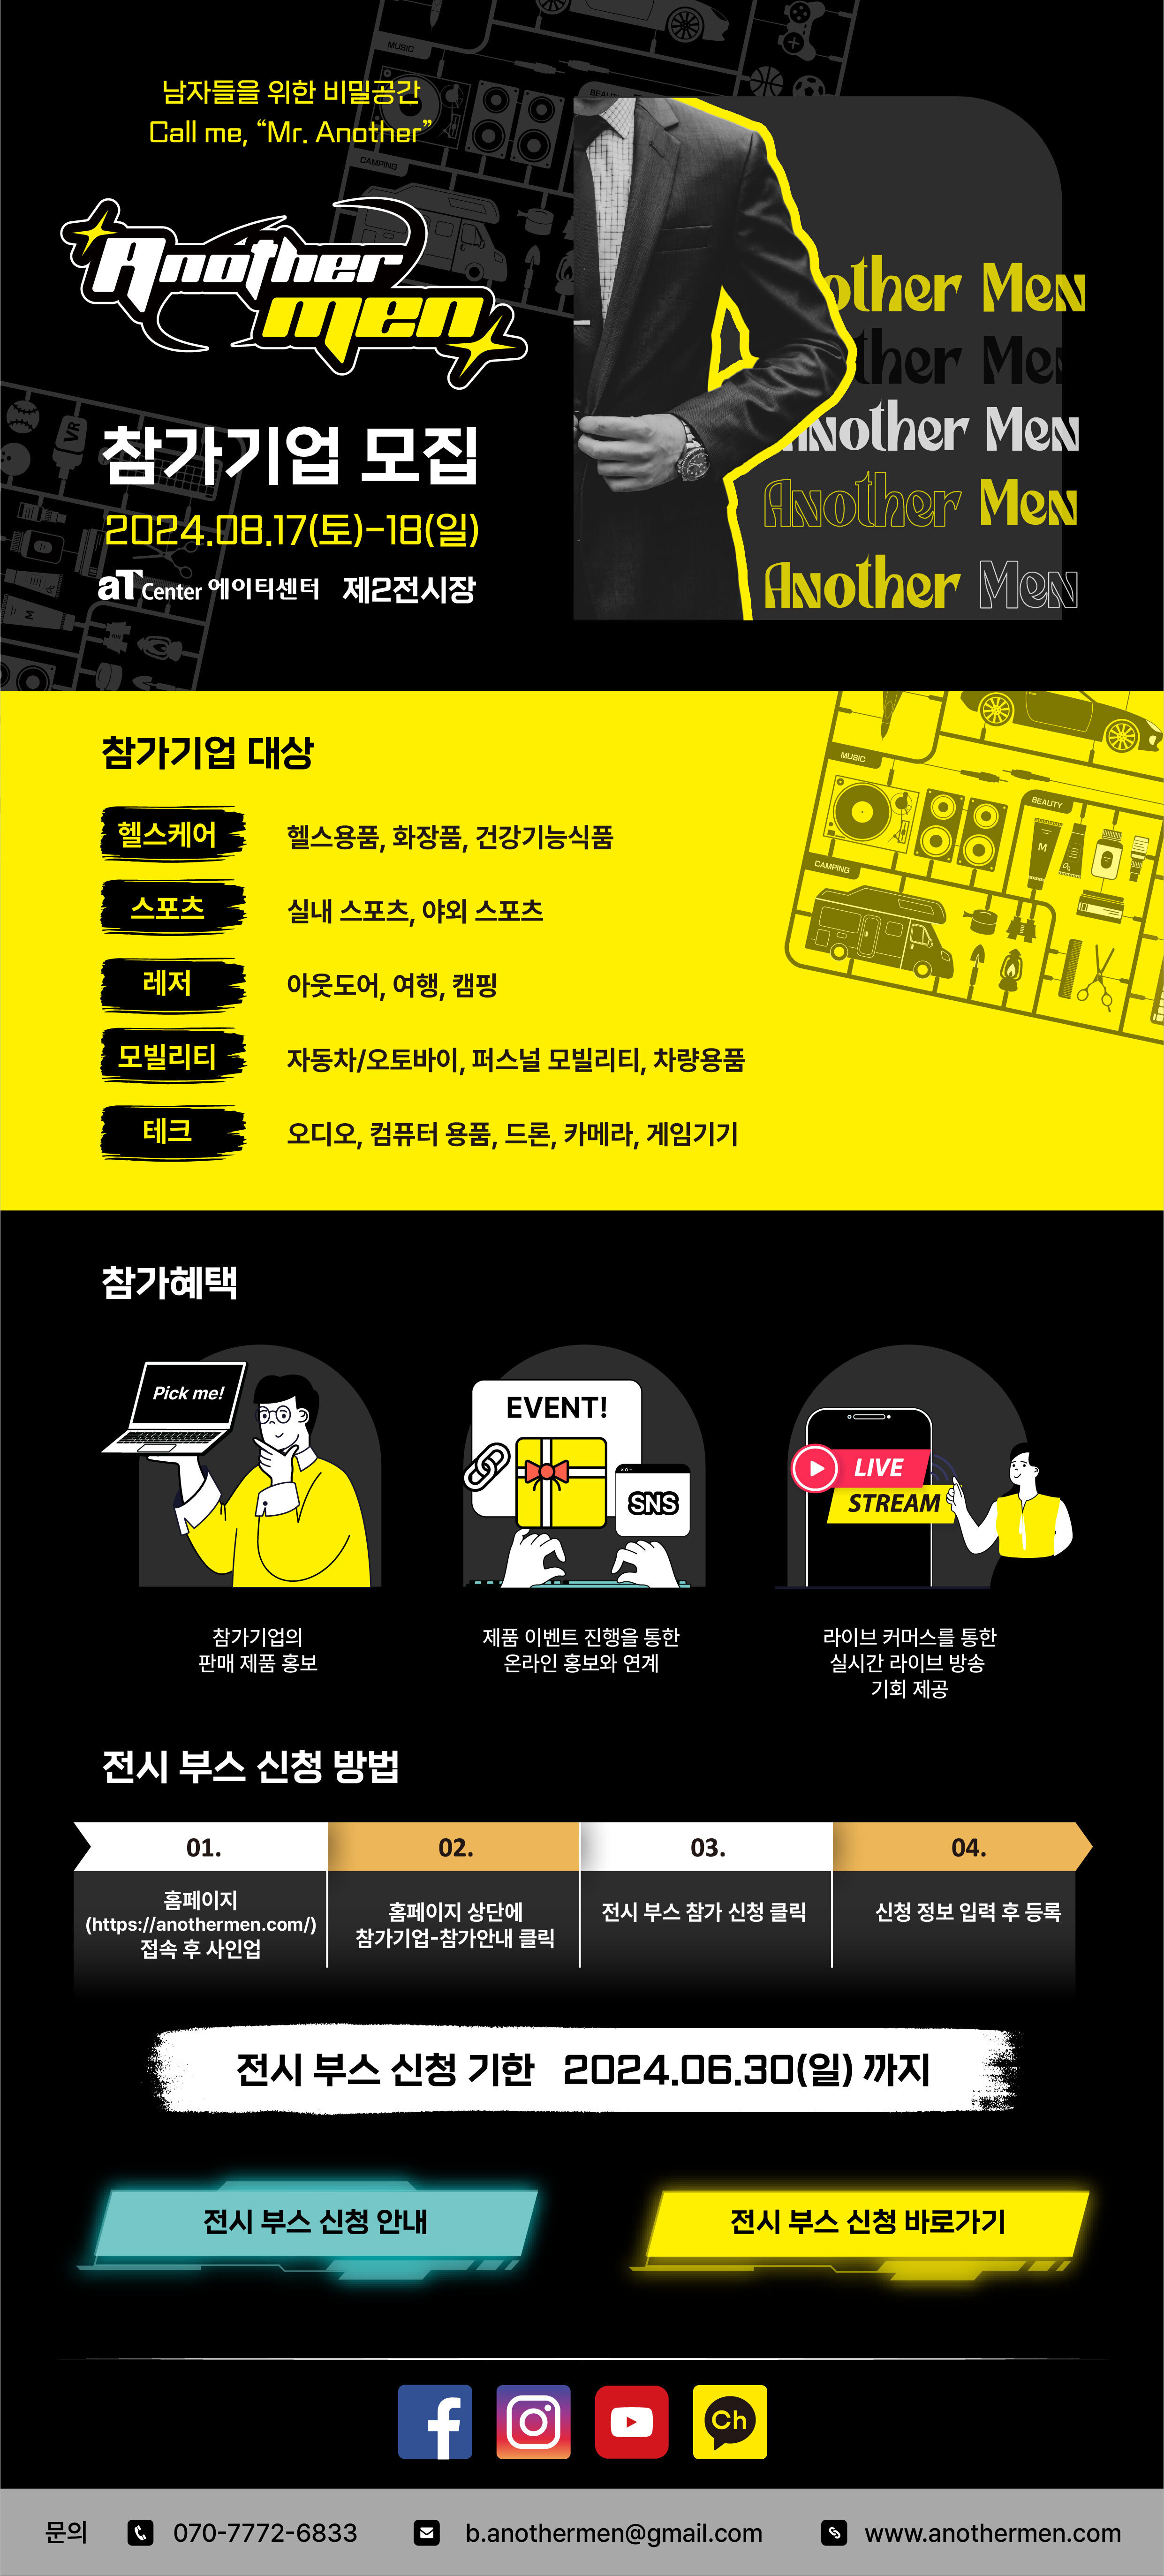 남자들을 위한 비밀공간
Call me, “Mr. Another”
Another
men
참가기업 모집
2024.08.17(토)-18(일)
aT Center 에이티센터 제2전시장
MUSIC
CAMPING
VR
M
other Men
ther Men
Another Men
Another Men
Another Men
참가기업 대상
MUSIC
BEAUTY
CAMPING
M
헬스케어 헬스용품, 화장품, 건강기능식품
스포츠 실내 스포츠, 야외 스포츠
레저 아웃도어, 여행, 캠핑
모빌리티 자동차/오토바이, 퍼스널 모빌리티, 차량용품
테크 오디오, 컴퓨터 용품, 드론, 카메라, 게임기기
참가혜택
Pick me!
참가기업의
판매 제품 홍보
EVENT!
SNS
제품 이벤트 진행을 통한
온라인 홍보와 연계
LIVE
STREAM
라이브 커머스를 통한
실시간 라이브 방송
기회 제공
전시 부스 신청 방법
01.
홈페이지
(https://anothermen.com/)
접속 후 사인업
02.
홈페이지 상단에
참가기업-참가안내 클릭
03.
전시 부스 참가 신청 클릭
04.
신청 정보 입력 후 등록
전시 부스 신청 기한 2024.06.30(일) 까지
전시 부스 신청 안내
전시 부스 신청 바로가기
Ch
문의 070-7772-6833 b.anothermen@gmail.com www.anothermen.com